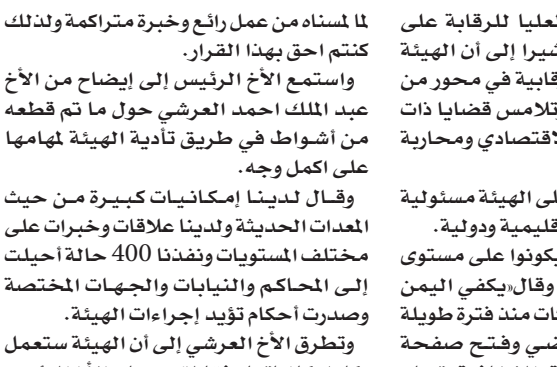 لما لمسناه من عمل رائع وخبرة متراكمة ولذلك
كنتم احق بهذا القرار.
واستمع الأخ الرئيس إلى إيضاح من الأخ
عبد الملك احمد العرشي حول ما تم قطعه
من أشواط في طريق تأدية الهيئة لمهامها
على اكمل وجه.
وقال لدينا إمكانيات كبيرة من حيث
المعدات الحديثة ولدينا علاقات وخبرات على
مختلف المستويات ونفذنا 400 حالة أحيلت
إلى المحاكم والنيابات والجهات المختصة
وصدرت أحكام تؤيد إجراءات الهيئة.
وتطرق الأخ العرشي إلى أن الهيئة ستعمل
عليا للرقابة على
شيرا إلى أن الهيئة
قابية في محور من
تلامس قضايا ذات
لاقتصادي ومحاربة
لى الهيئة مسئولية
قليمية ودولية.
يكونوا على مستوى
وقال«يكفي اليمن
ات منذ فترة طويلة
ضي وفتح صفحة